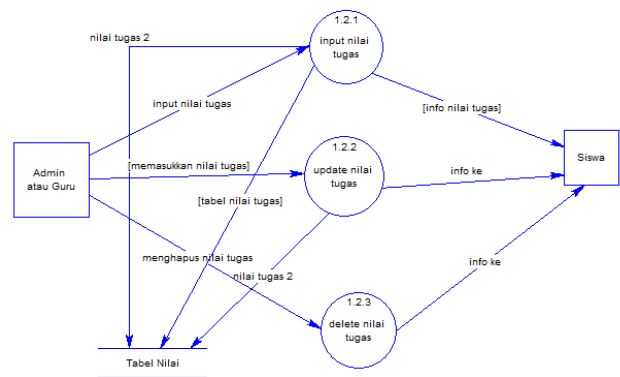 1.2.1
nilai tugas 2
input nilai
tugas
input nilai tugas
[info nilai tugas]
1.2.2
[memasukkan nilai tugas]
update nilai
tugas
info ke
Siswa
Admin
atau Guru
[tabel nilai tugas]
menghapus nilai tugas
info ke
nilai tugas 2
1.2.3
delete nilai
tugas
Tabel Nilai